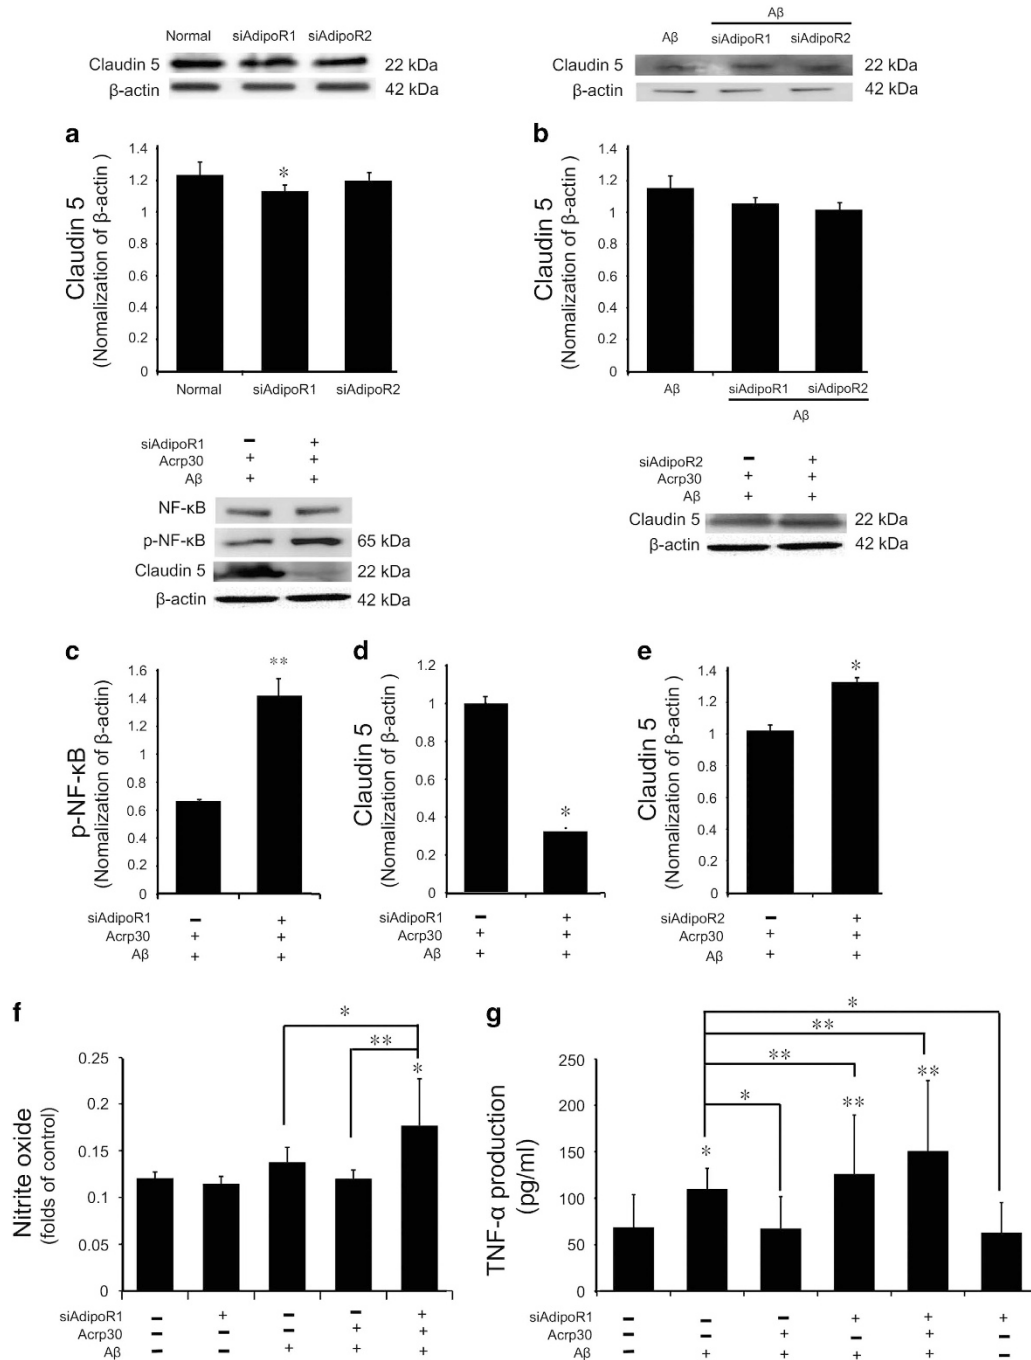 Normal siAdipoR1 siAdipoR2
Claudin 5 22 kDa
β-actin 42 kDa
Aβ
Aβ siAdipoR1 siAdipoR2
Claudin 5 22 kDa
β-actin 42 kDa
a
Claudin 5
(Nomalization of β-actin )
1.4
1.2
1
0.8
0.6
0.4
0.2
0
*
Normal siAdipoR1 siAdipoR2
b
Claudin 5
(Nomalization of β-actin )
1.4
1.2
1
0.8
0.6
0.4
0.2
0
Aβ siAdipoR1 siAdipoR2
Aβ
siAdipoR1 − +
Acrp30 + +
Aβ + +
NF-κB
p-NF-κB 65 kDa
Claudin 5 22 kDa
β-actin 42 kDa
siAdipoR2 − +
Acrp30 + +
Aβ + +
Claudin 5 22 kDa
β-actin 42 kDa
c
p-NF-κB
(Nomalization of β-actin)
1.6
1.4
1.2
1
0.8
0.6
0.4
0.2
0
**
siAdipoR1 − +
Acrp30 + +
Aβ + +
d
Claudin 5
(Nomalization of β-actin)
1.2
1.0
0.8
0.6
0.4
0.2
0
*
siAdipoR1 − +
Acrp30 + +
Aβ + +
e
Claudin 5
(Nomalization of β-actin)
1.4
1.2
1
0.8
0.6
0.4
0.2
0
*
siAdipoR2 − +
Acrp30 + +
Aβ + +
f
Nitrite oxide
(folds of control)
0.25
0.2
0.15
0.1
0.05
0
*
**
*
siAdipoR1 − + − − +
Acrp30 − − − + +
Aβ − − + + +
g
TNF-α production
(pg/ml)
250
200
150
100
50
0
*
**
**
*
*
**
**
siAdipoR1 − − − + + +
Acrp30 − − + − + −
Aβ − + + + + −